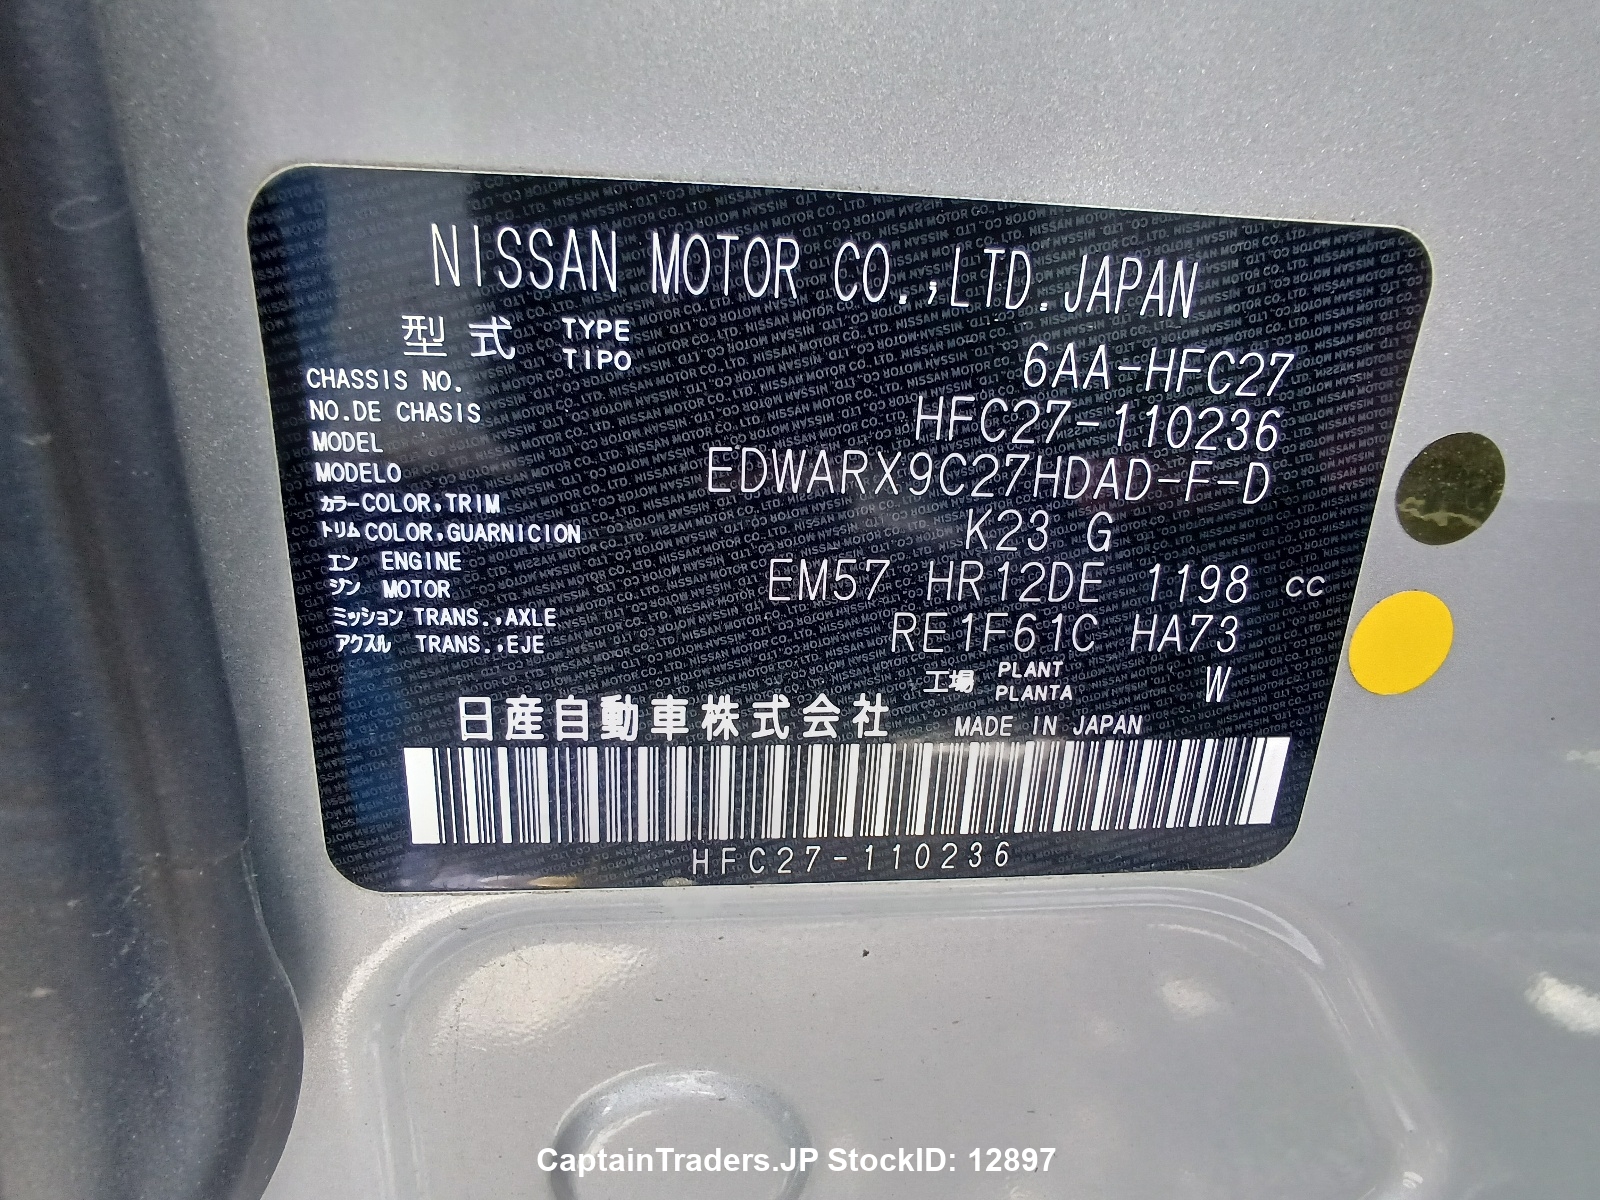 NISSAN MOTOR CO.,LTD.JAPAN
型式 TYPE TIPO 6AA-HFC27
CHASSIS NO.
NO.DE CHASIS HFC27-110236
MODEL
MODELO EDWARX9C27HDAD-F-D
カラー COLOR,TRIM
トリム COLOR,GUARNICION K23 G
エン ENGINE
ジン MOTOR EM57 HR12DE 1198 cc
ミッション TRANS.,AXLE
アクスル TRANS.,EJE RE1F61C HA73
工場 PLANT PLANTA W
日産自動車株式会社 MADE IN JAPAN
HFC27-110236
CaptainTraders.JP StockID: 12897